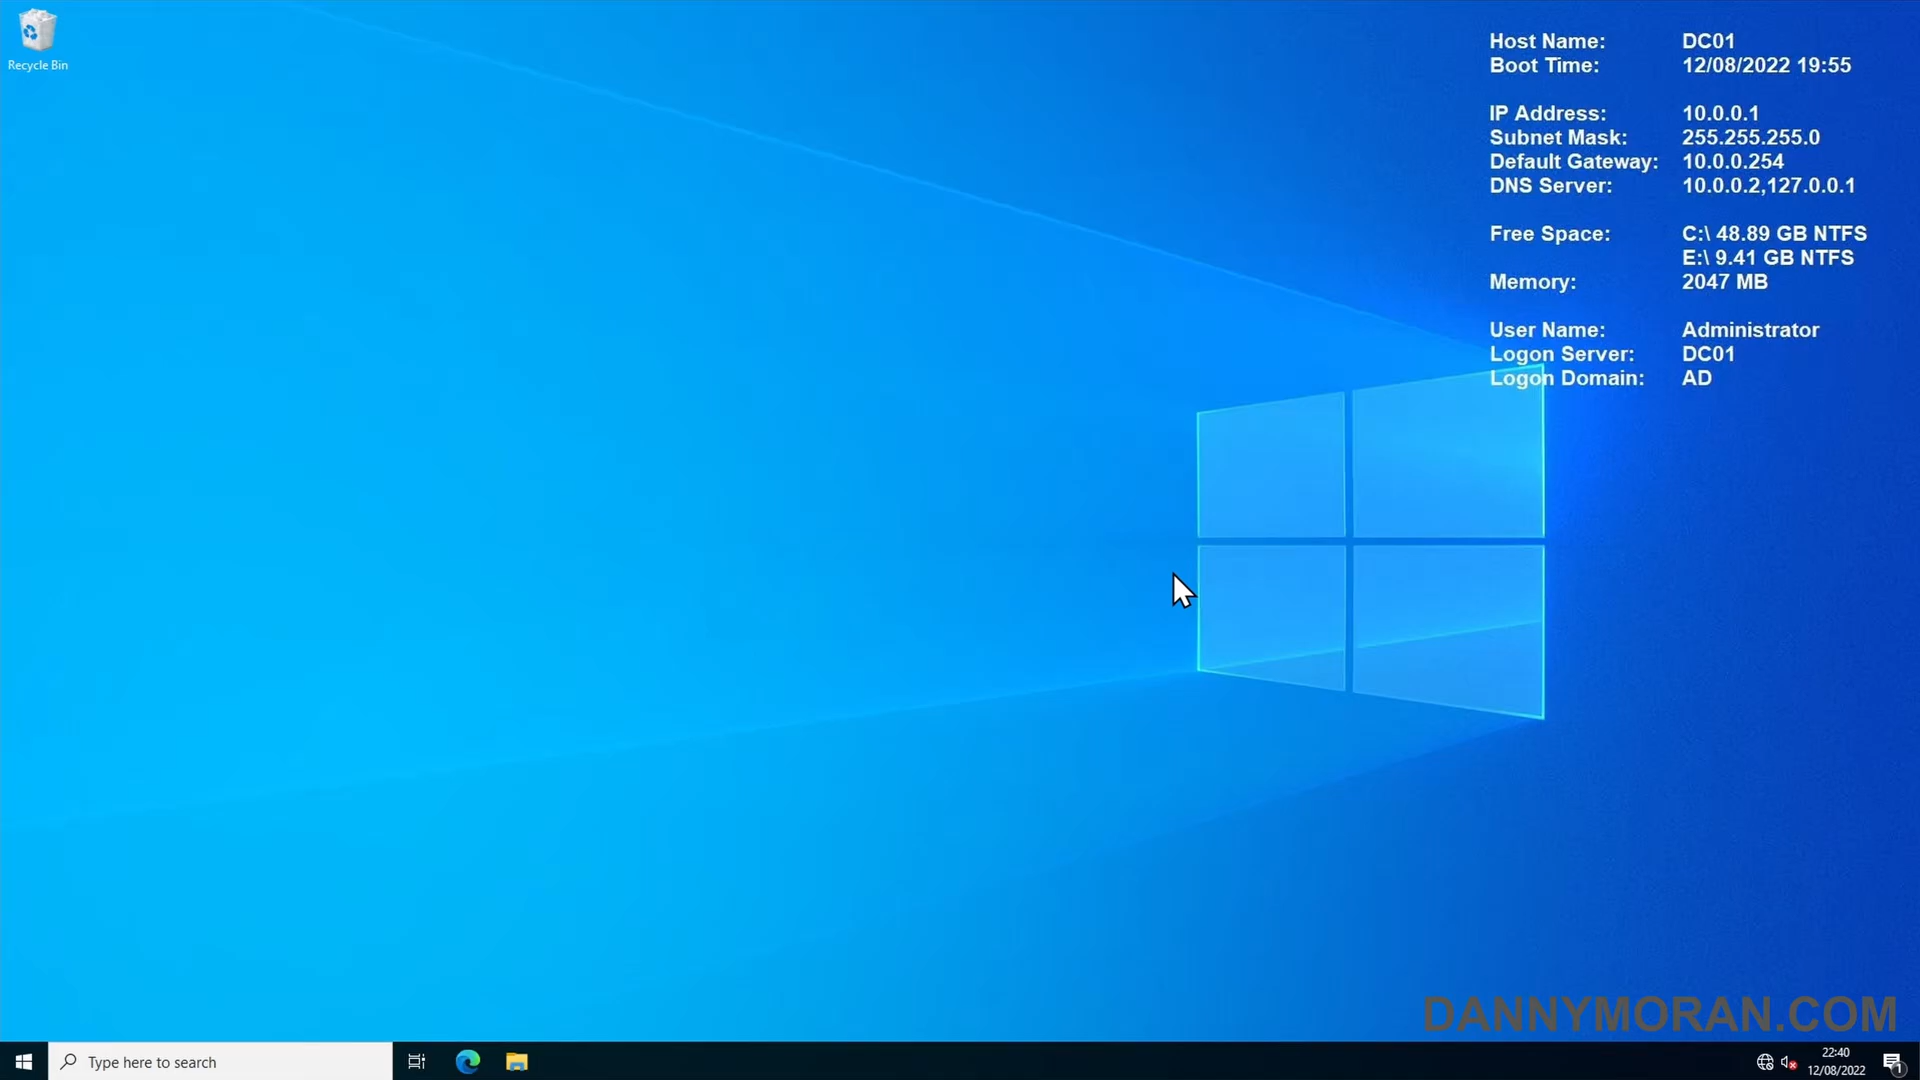 Recycle Bin
Host Name: DC01
Boot Time: 12/08/2022 19:55
IP Address: 10.0.0.1
Subnet Mask: 255.255.255.0
Default Gateway: 10.0.0.254
DNS Server: 10.0.0.2,127.0.0.1
Free Space: C:\ 48.89 GB NTFS
E:\ 9.41 GB NTFS
Memory: 2047 MB
User Name: Administrator
Logon Server: DC01
Logon Domain: AD
DANNYMORAN.COM
Type here to search
22:40
12/08/2022
1